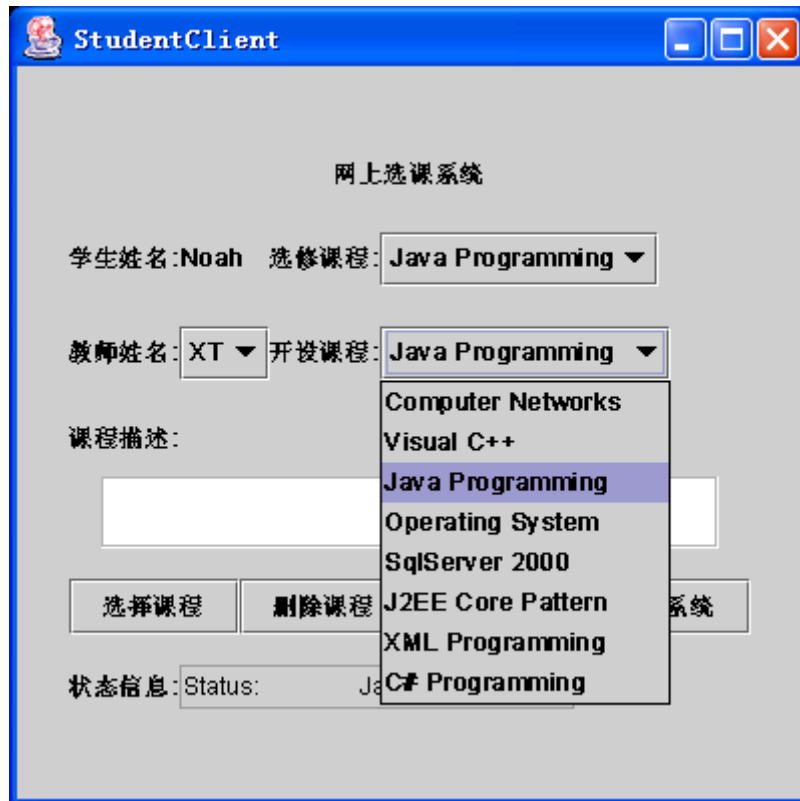 StudentClient
网上选课系统
学生姓名:Noah 选修课程: Java Programming
教师姓名: XT 开设课程: Java Programming
Computer Networks
课程描述:
Visual C++
Java Programming
Operating System
SqlServer 2000
选择课程 删除课程 J2EE Core Pattern 系统
XML Programming
状态信息: Status: Ja C# Programming